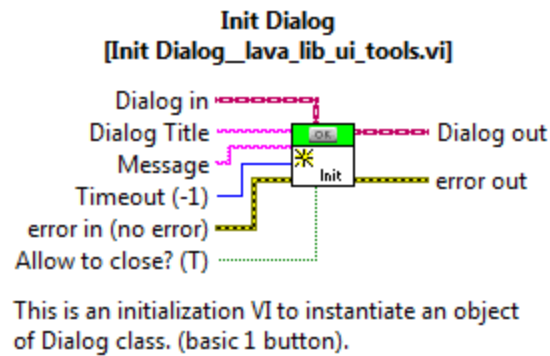 Init Dialog
[Init Dialog__lava_lib_ui_tools.vi]
Dialog in
Dialog Title
Message
Timeout (-1)
error in (no error)
Allow to close? (T)
OK
Init
Dialog out
error out
This is an initialization VI to instantiate an object
of Dialog class. (basic 1 button).